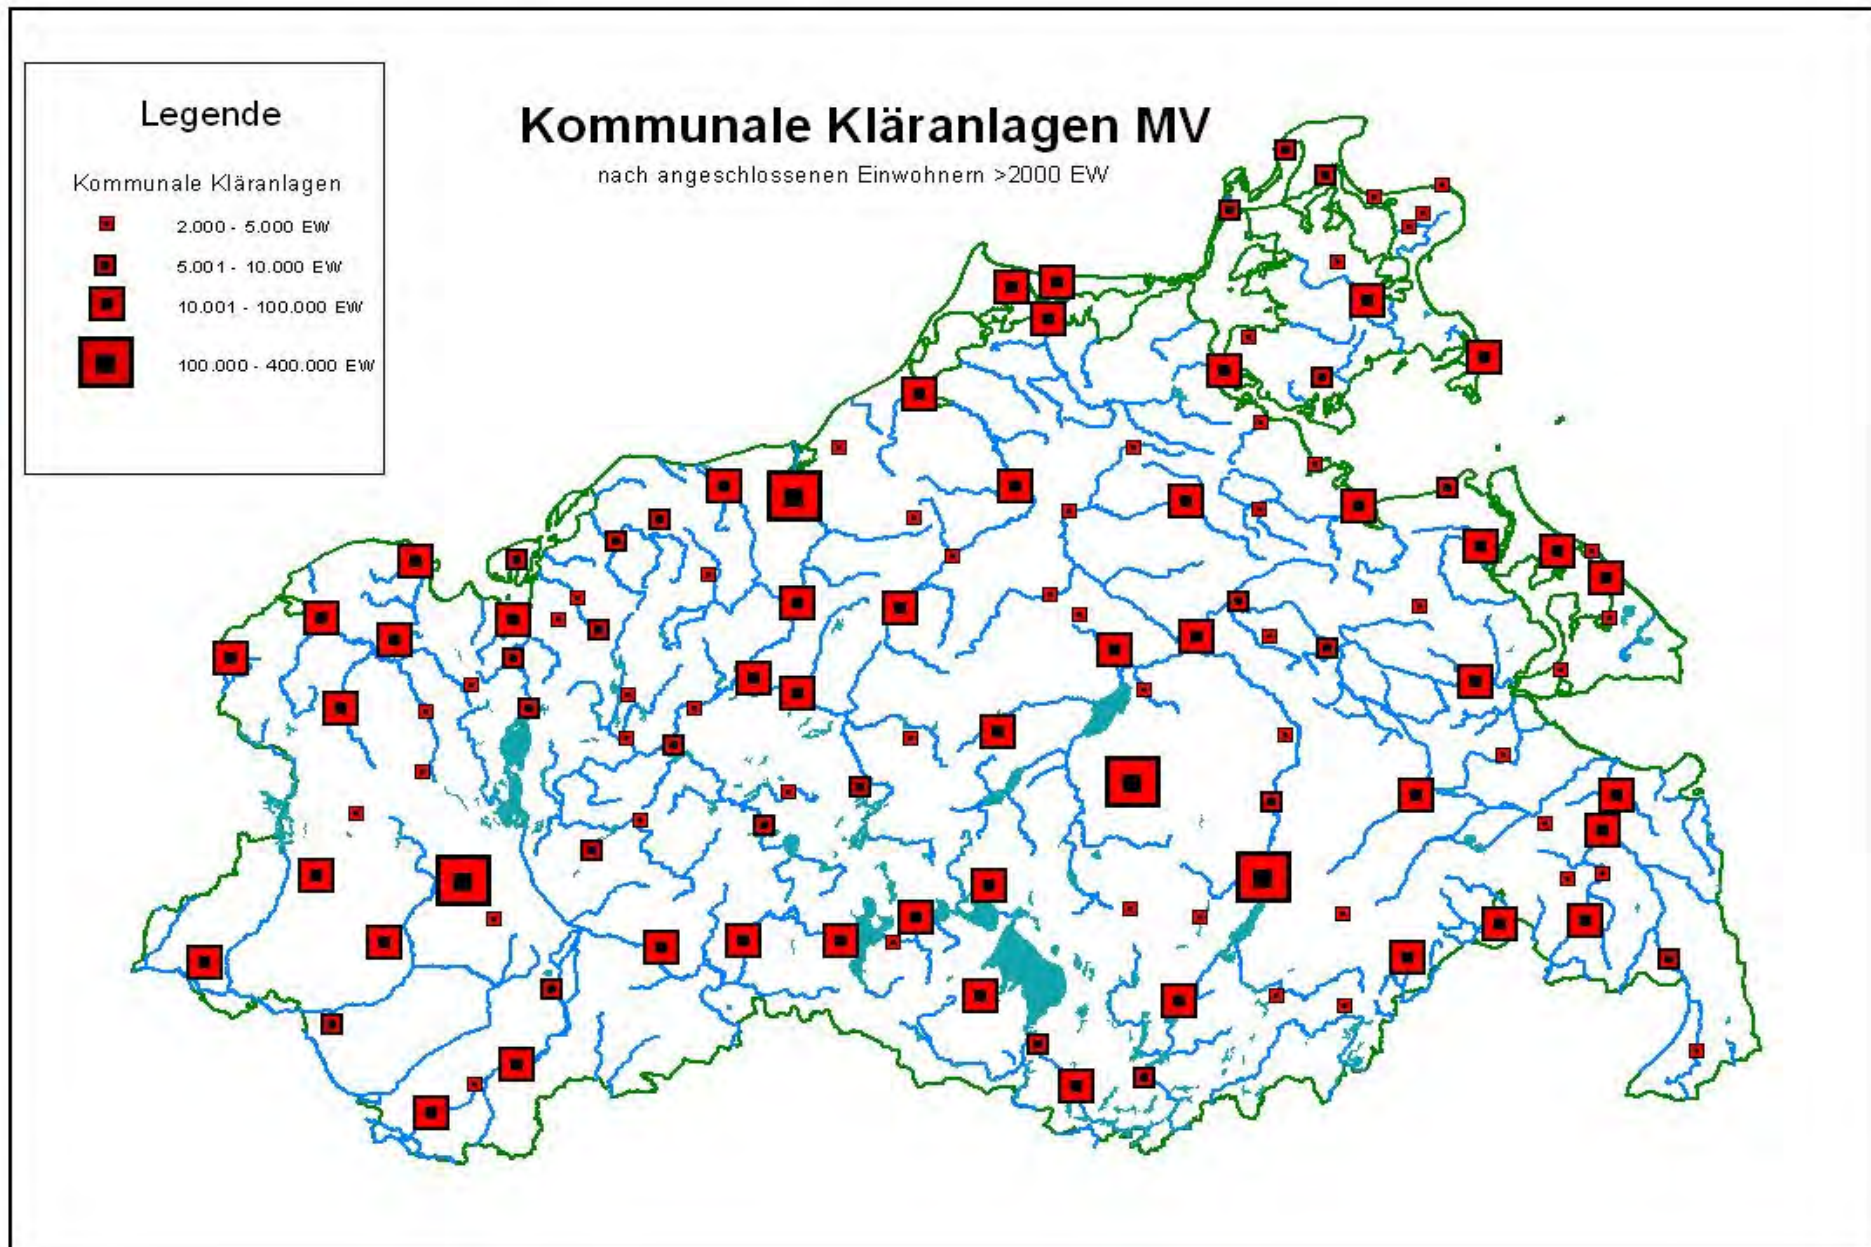 Legende
Kommunale Kläranlagen
2.000 - 5.000 EW
5.001 - 10.000 EW
10.001 - 100.000 EW
100.000 - 400.000 EW
Kommunale Kläranlagen MV
nach angeschlossenen Einwohnern >2000 EW